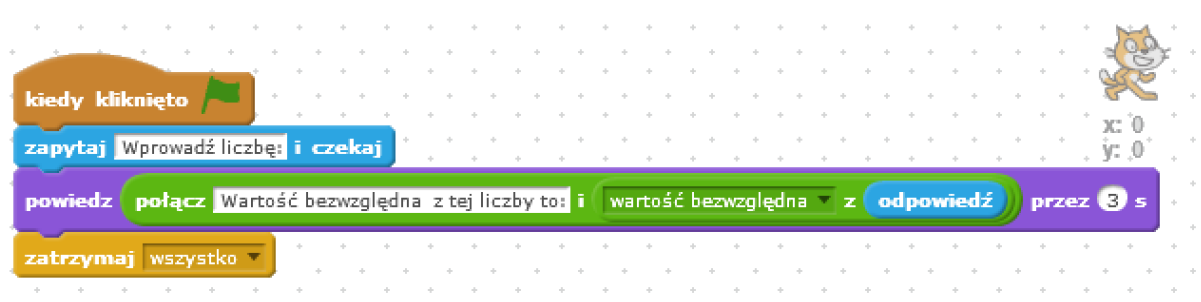 kiedy kliknięto
zapytaj Wprowadź liczbę: i czekaj
powiedz połącz Wartość bezwzględna z tej liczby to: i wartość bezwzględna z odpowiedź przez 3 s
zatrzymaj wszystko
x: 0
y: 0